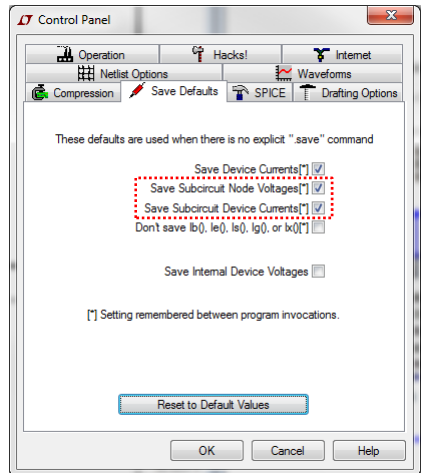 Control Panel
Operation
Hacks!
Internet
Netlist Options
Waveforms
Compression
Save Defaults
SPICE
Drafting Options
These defaults are used when there is no explicit ".save" command
Save Device Currents[*]
Save Subcircuit Node Voltages[*]
Save Subcircuit Device Currents[*]
Don't save Ib(), Ie(), Is(), Ig(), or Ix()[*]
Save Internal Device Voltages
[*] Setting remembered between program invocations.
Reset to Default Values
OK
Cancel
Help